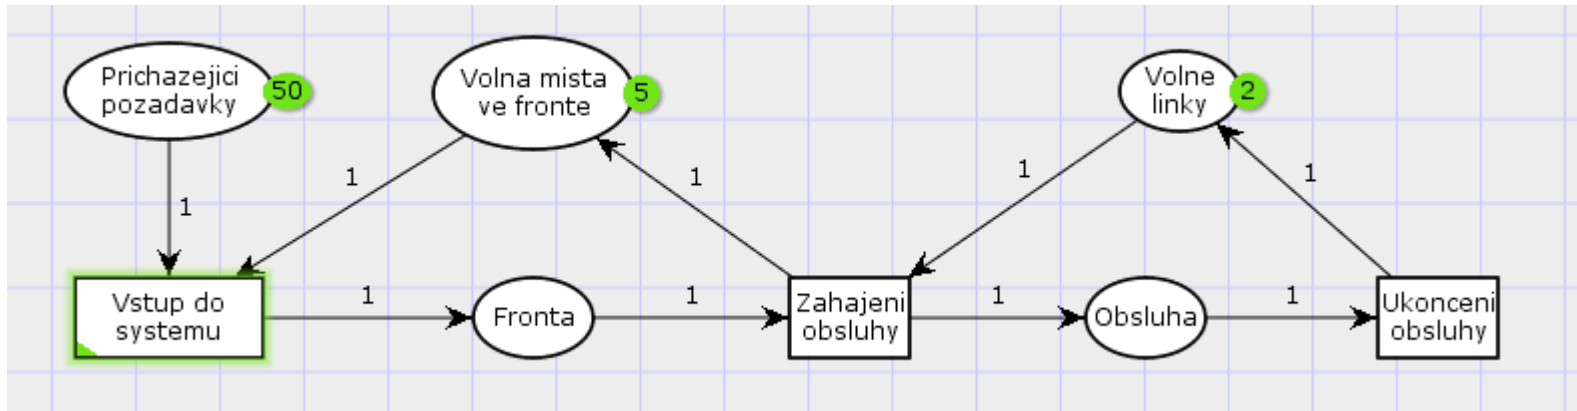 Prichazejici
pozadavky
50
Volna mista
ve fronte
5
Volne
linky
2
1
1
1
1
1
Vstup do
systemu
1
Fronta
1
Zahajeni
obsluhy
1
Obsluha
1
Ukonceni
obsluhy